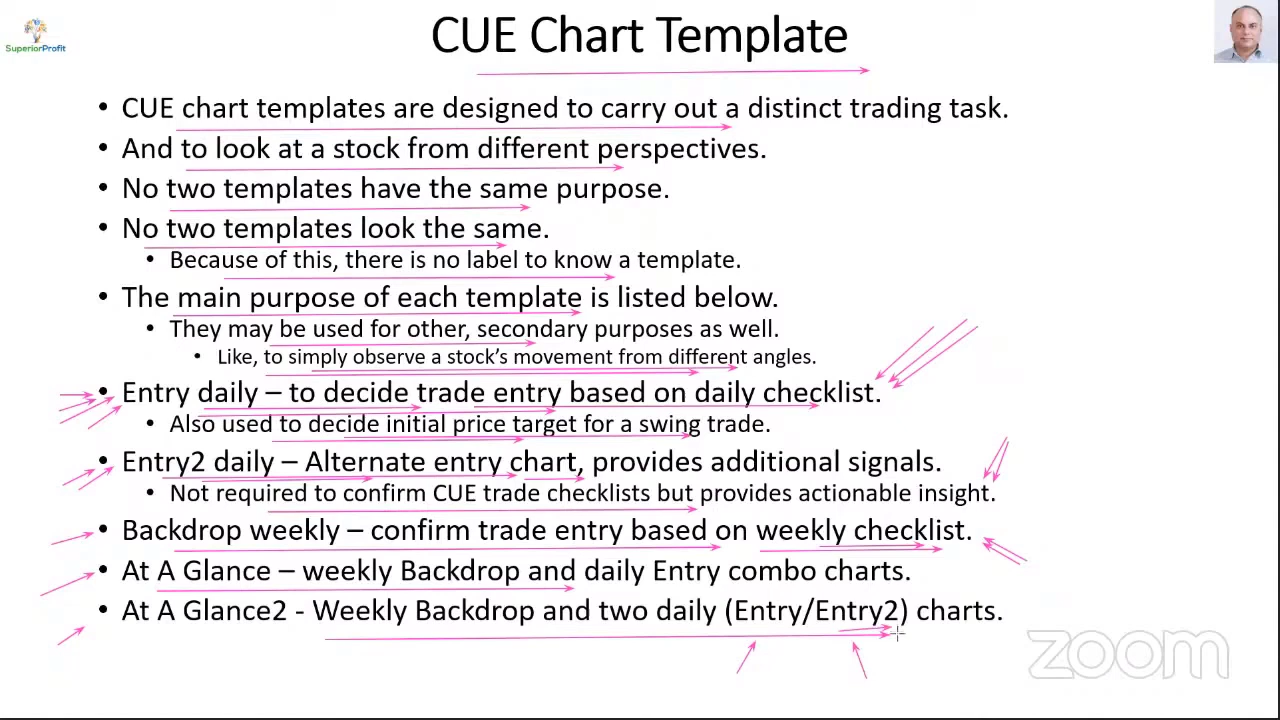 SuperiorProfit
CUE Chart Template
• CUE chart templates are designed to carry out a distinct trading task.
• And to look at a stock from different perspectives.
• No two templates have the same purpose.
• No two templates look the same.
• Because of this, there is no label to know a template.
• The main purpose of each template is listed below.
• They may be used for other, secondary purposes as well.
• Like, to simply observe a stock's movement from different angles.
• Entry daily – to decide trade entry based on daily checklist.
• Also used to decide initial price target for a swing trade.
• Entry2 daily – Alternate entry chart, provides additional signals.
• Not required to confirm CUE trade checklists but provides actionable insight.
• Backdrop weekly – confirm trade entry based on weekly checklist.
• At A Glance – weekly Backdrop and daily Entry combo charts.
• At A Glance2 - Weekly Backdrop and two daily (Entry/Entry2) charts.
zoom